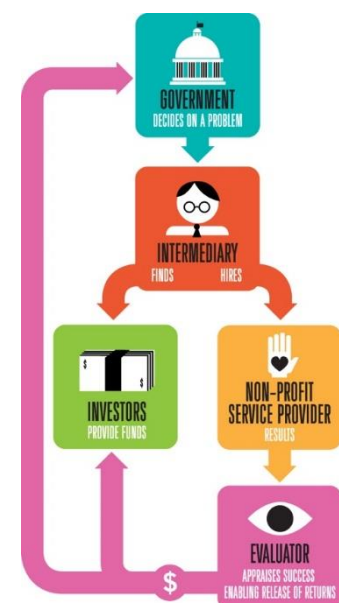 GOVERNMENT
DECIDES ON A PROBLEM
INTERMEDIARY
FINDS HIRES
$
$
INVESTORS
PROVIDE FUNDS
NON-PROFIT
SERVICE PROVIDER
RESULTS
EVALUATOR
APPRAISES SUCCESS
ENABLING RELEASE OF RETURNS
$